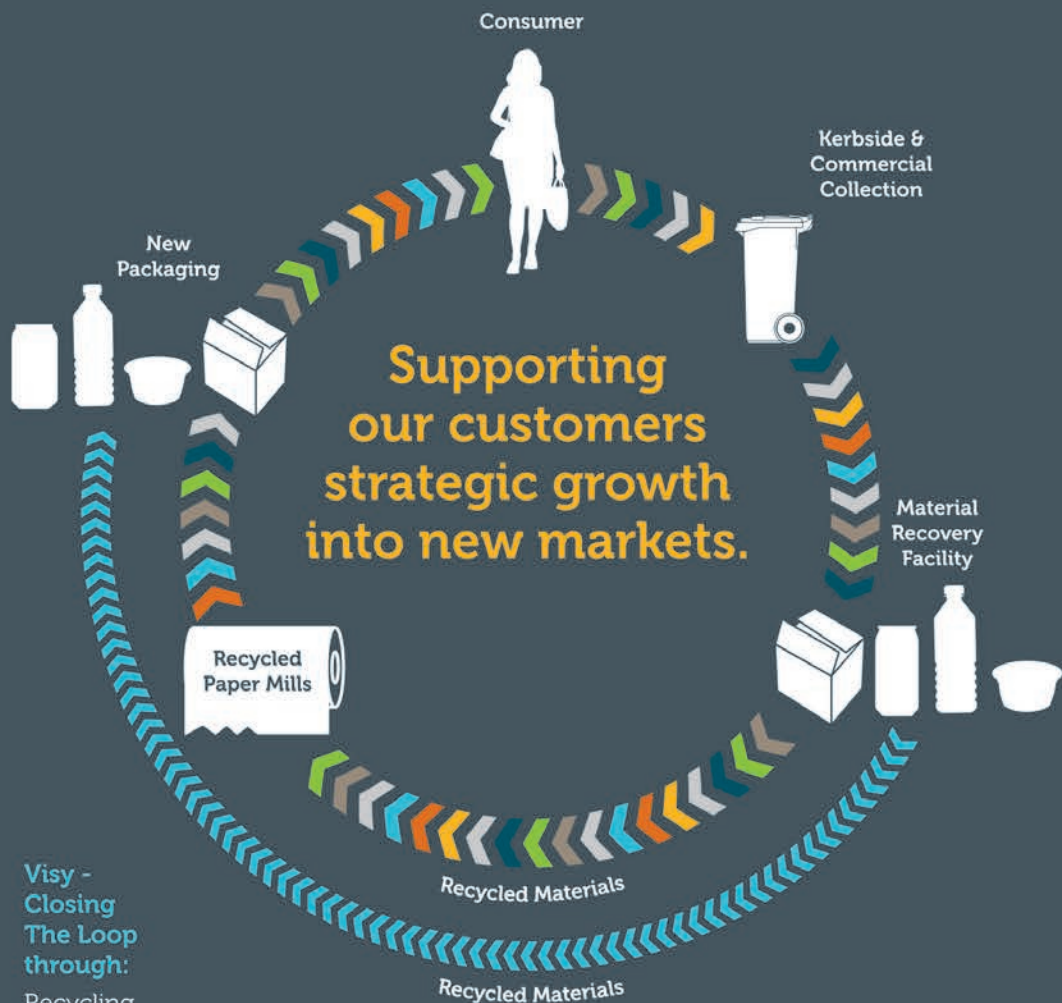 Consumer
Kerbside &
Commercial
Collection
New
Packaging
Supporting
our customers
strategic growth
into new markets.
Material
Recovery
Facility
Recycled
Paper Mills
Recycled Materials
Visy -
Closing
The Loop
through:
Recycling
Recycled Materials